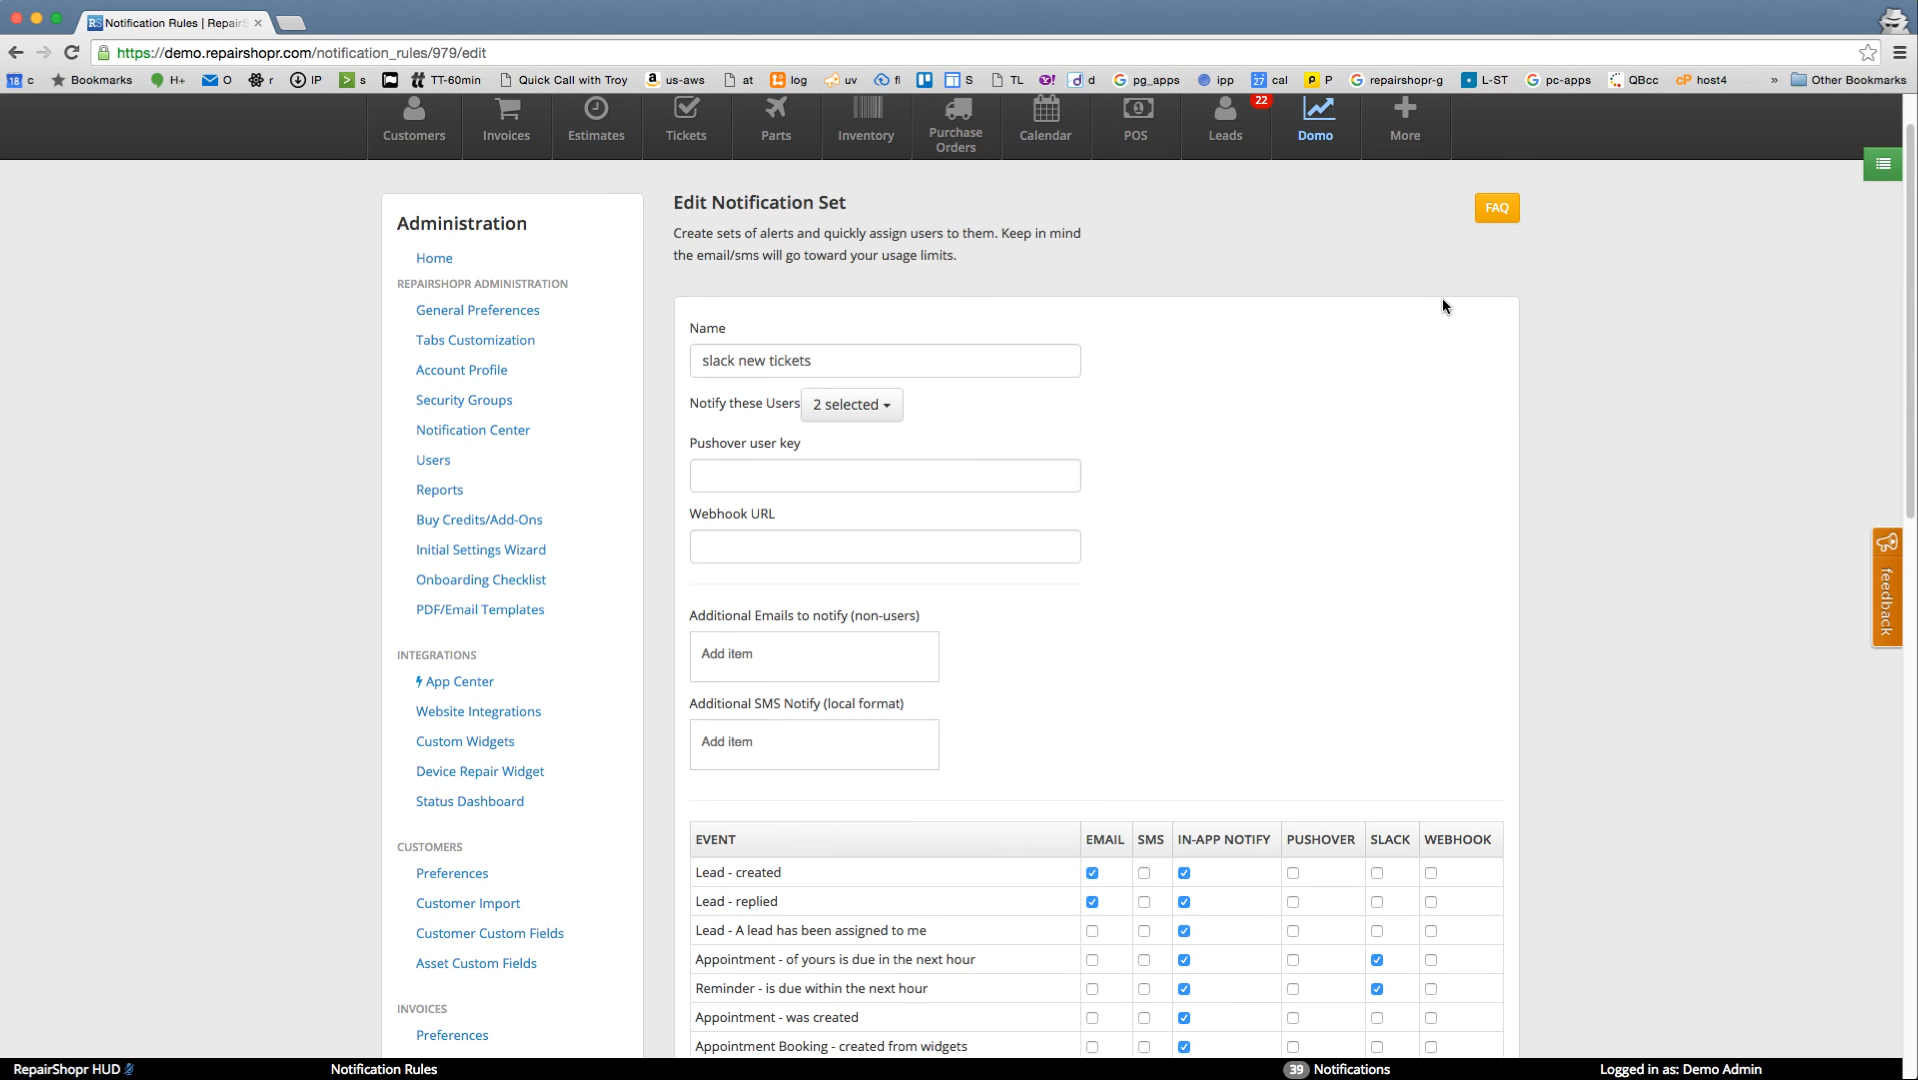 Notification Rules | RepairS
https://demo.repairshopr.com/notification_rules/979/edit
18 c Bookmarks H+ O r IP s TT-60min Quick Call with Troy us-aws at log uv fi S TL d pg_apps ipp 27 cal P repairshopr-g L-ST pc-apps QBcc cP host4 » Other Bookmarks
Customers
Invoices
Estimates
Tickets
Parts
Inventory
Purchase
Orders
Calendar
POS
Leads
22
Domo
More
Administration
Home
REPAIRSHOPR ADMINISTRATION
General Preferences
Tabs Customization
Account Profile
Security Groups
Notification Center
Users
Reports
Buy Credits/Add-Ons
Initial Settings Wizard
Onboarding Checklist
PDF/Email Templates
INTEGRATIONS
App Center
Website Integrations
Custom Widgets
Device Repair Widget
Status Dashboard
CUSTOMERS
Preferences
Customer Import
Customer Custom Fields
Asset Custom Fields
INVOICES
Preferences
Edit Notification Set
FAQ
Create sets of alerts and quickly assign users to them. Keep in mind
the email/sms will go toward your usage limits.
Name
slack new tickets
Notify these Users 2 selected
Pushover user key
Webhook URL
Additional Emails to notify (non-users)
Add item
Additional SMS Notify (local format)
Add item
EVENT EMAIL SMS IN-APP NOTIFY PUSHOVER SLACK WEBHOOK
Lead - created
Lead - replied
Lead - A lead has been assigned to me
Appointment - of yours is due in the next hour
Reminder - is due within the next hour
Appointment - was created
Appointment Booking - created from widgets
feedback
RepairShopr HUD Notification Rules 39 Notifications Logged in as: Demo Admin